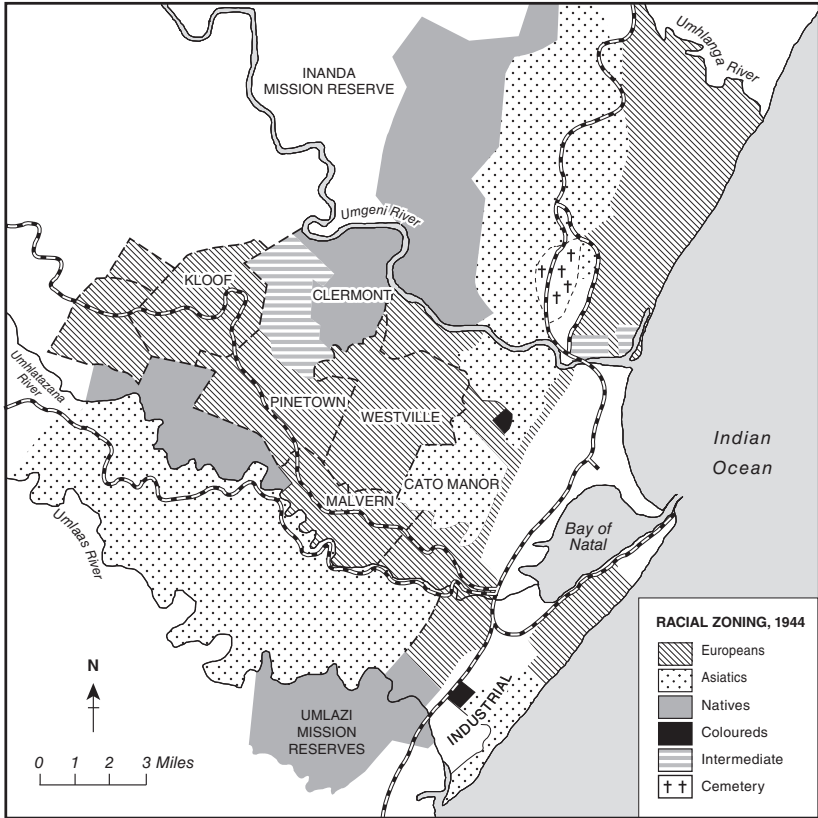 INANDA
MISSION RESERVE
Umhlanga River
Umgeni River
KLOOF
CLERMONT
Umhlatazana
River
PINETOWN
WESTVILLE
CATO MANOR
MALVERN
Indian
Ocean
Bay of
Natal
Umlaas River
N
0 1 2 3 Miles
UMLAZI
MISSION
RESERVES
INDUSTRIAL
RACIAL ZONING, 1944
Europeans
Asiatics
Natives
Coloureds
Intermediate
Cemetery